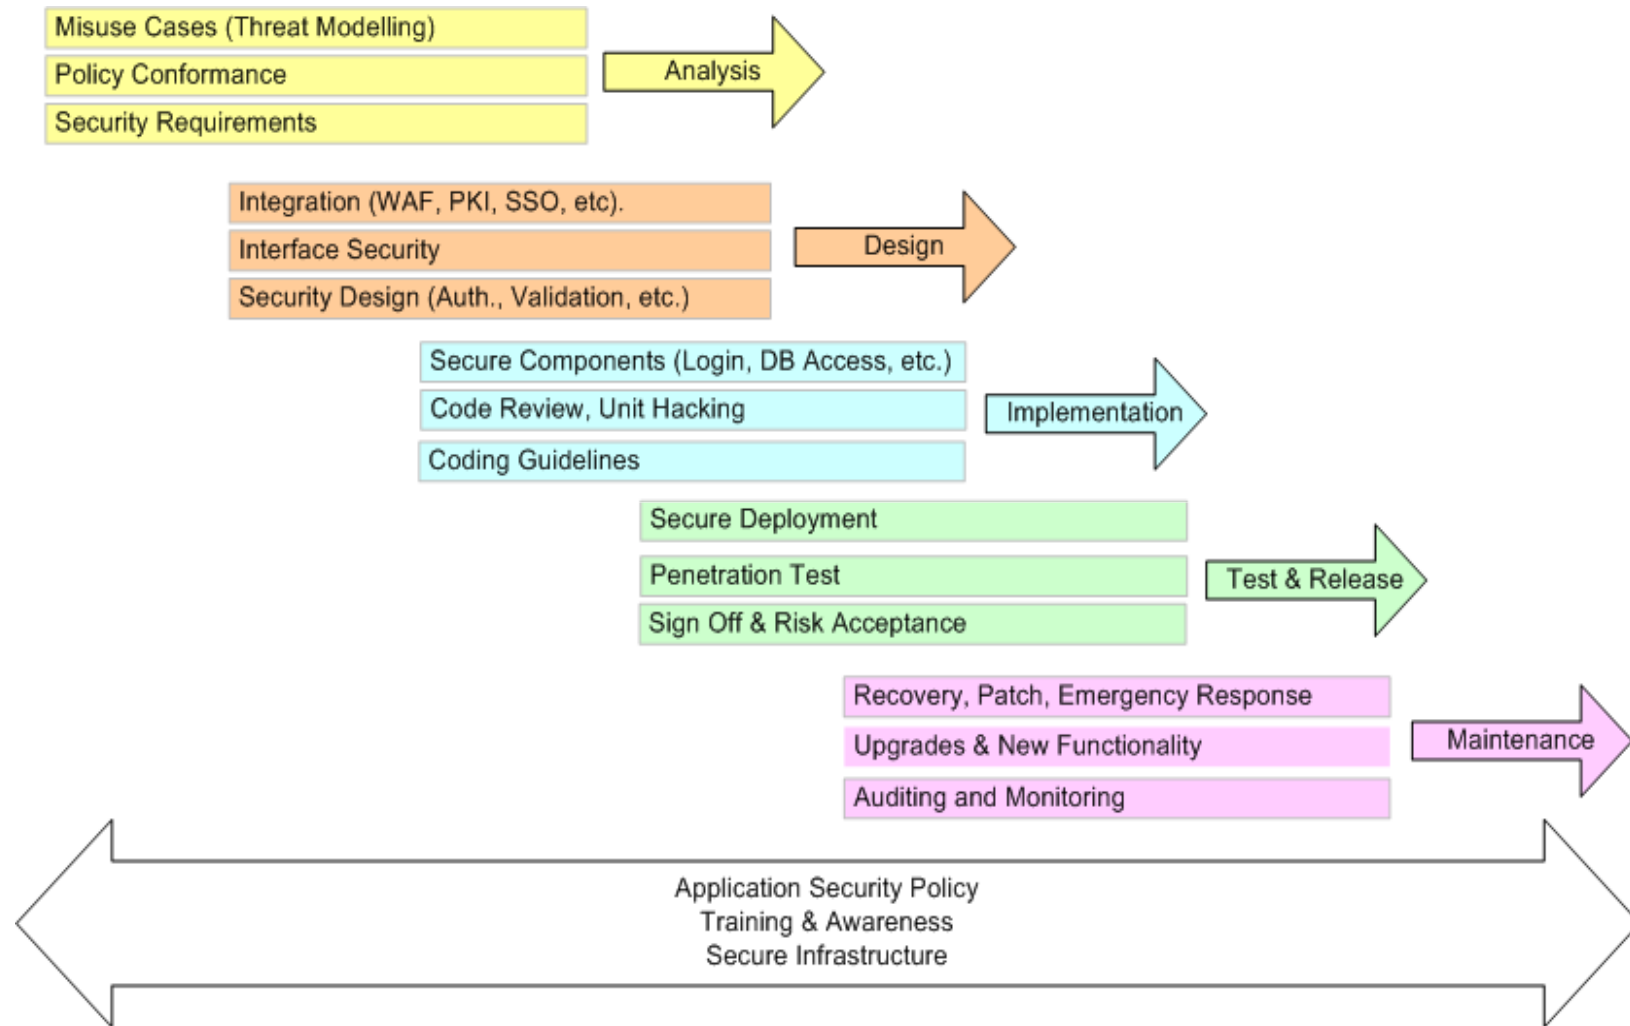 Misuse Cases (Threat Modelling)
Policy Conformance
Security Requirements
Analysis
Integration (WAF, PKI, SSO, etc).
Interface Security
Security Design (Auth., Validation, etc.)
Design
Secure Components (Login, DB Access, etc.)
Code Review, Unit Hacking
Coding Guidelines
Implementation
Secure Deployment
Penetration Test
Sign Off & Risk Acceptance
Test & Release
Recovery, Patch, Emergency Response
Upgrades & New Functionality
Auditing and Monitoring
Maintenance
Application Security Policy
Training & Awareness
Secure Infrastructure